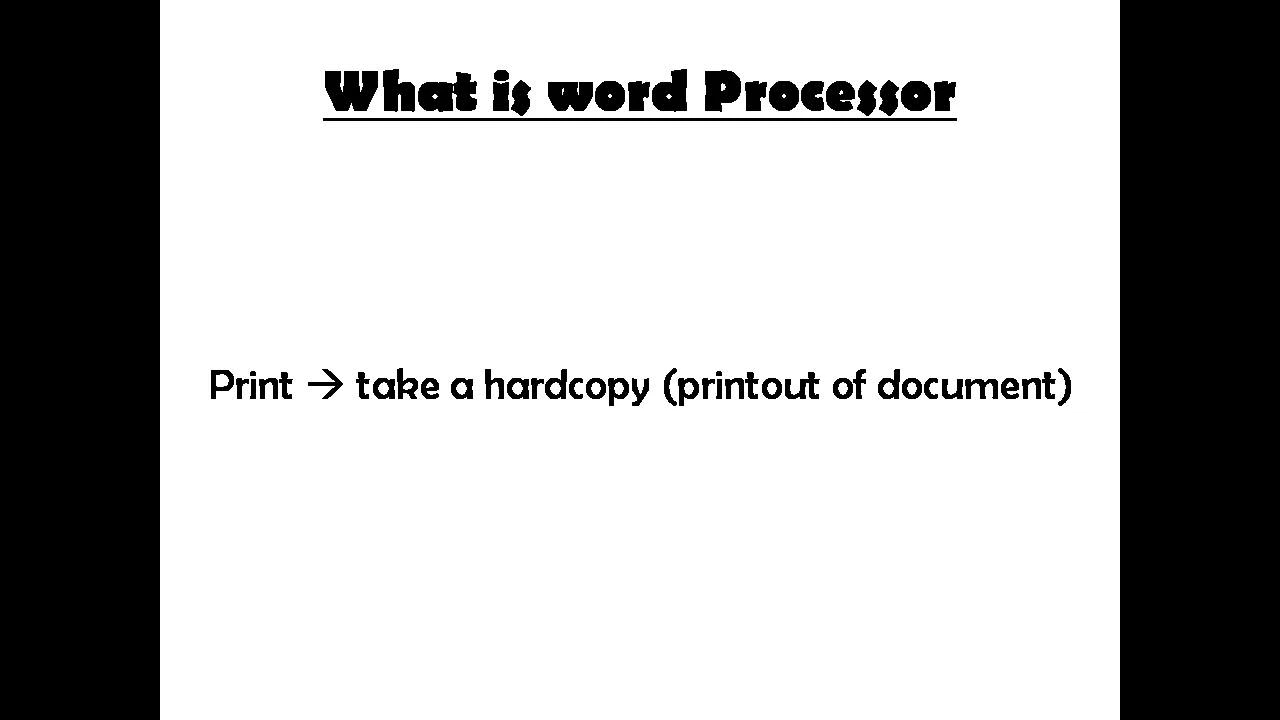 What is word Processor
Print → take a hardcopy (printout of document)